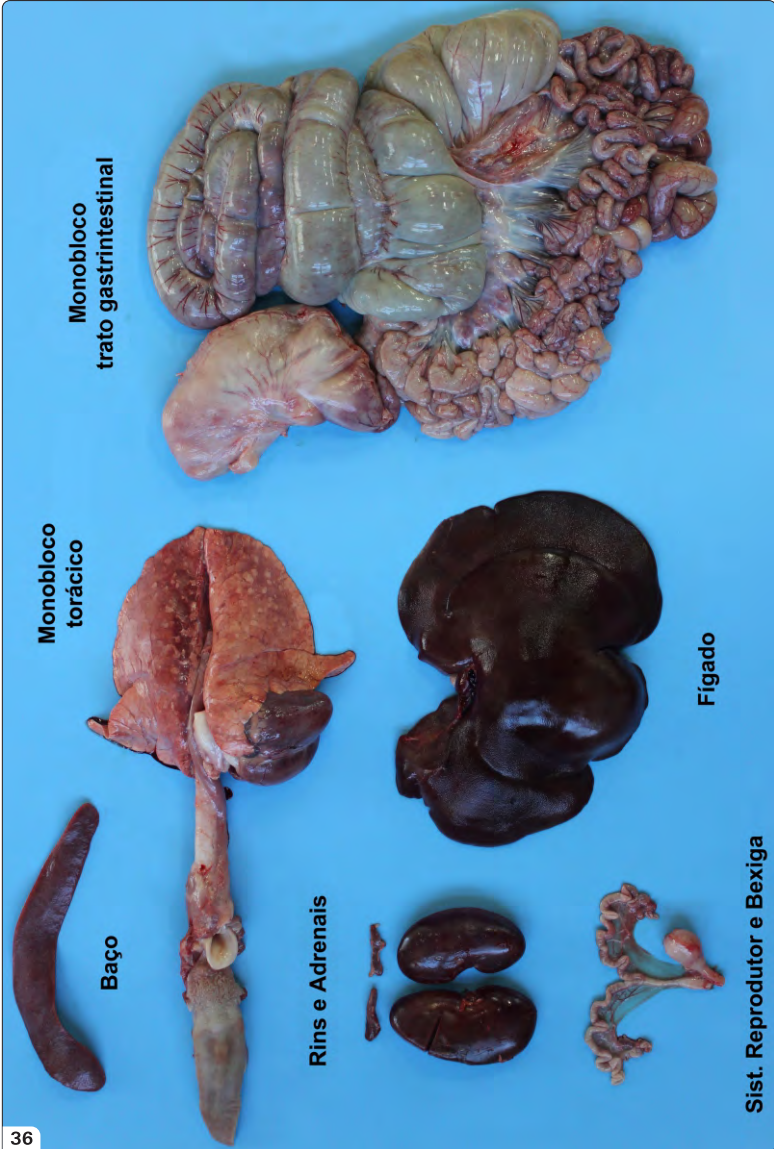 Monobloco
trato gastrintestinal
Monobloco
torácico
Fígado
Baço
Rins e Adrenais
Sist. Reprodutor e Bexiga
36